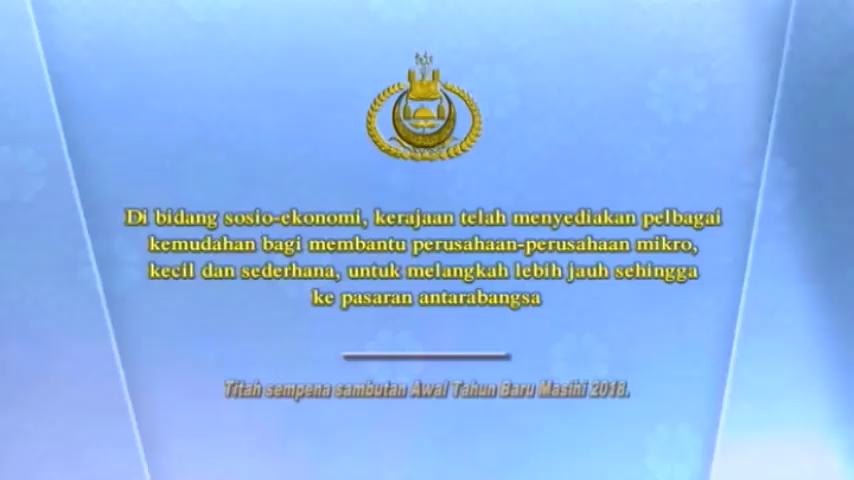 Di bidang sosio-ekonomi, kerajaan telah menyediakan pelbagai
kemudahan bagi membantu perusahaan-perusahaan mikro,
kecil dan sederhana, untuk melangkah lebih jauh sehingga
ke pasaran antarabangsa
Titah sempena sambutan Awal Tahun Baru Masihi 2018.